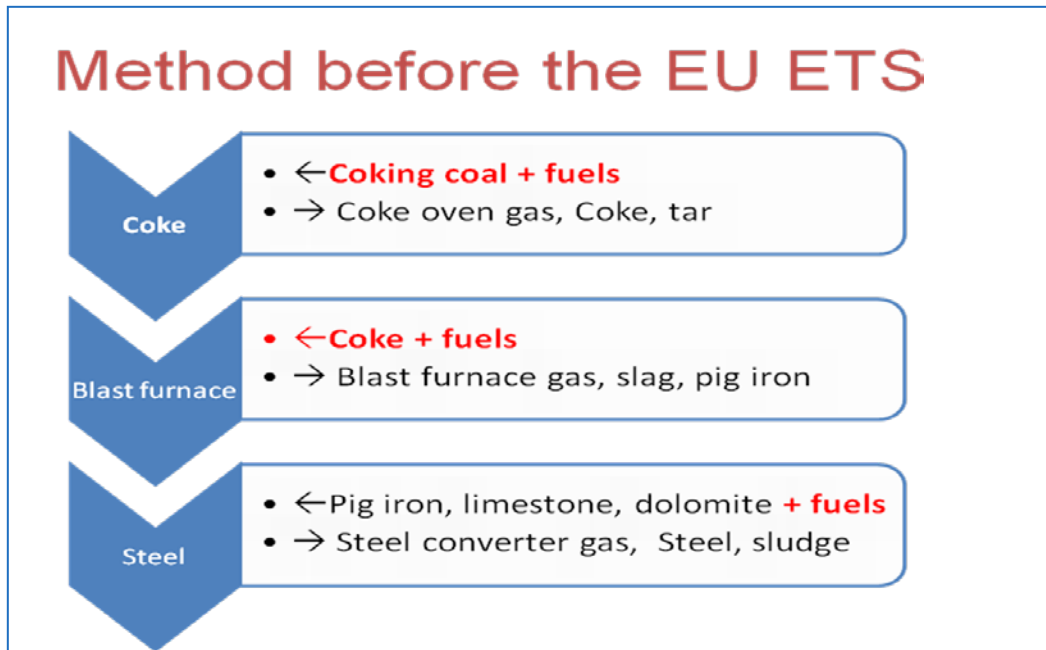 Method before the EU ETS
Coke
• ←Coking coal + fuels
• → Coke oven gas, Coke, tar
Blast furnace
• ←Coke + fuels
• → Blast furnace gas, slag, pig iron
Steel
• ←Pig iron, limestone, dolomite + fuels
• → Steel converter gas,  Steel, sludge